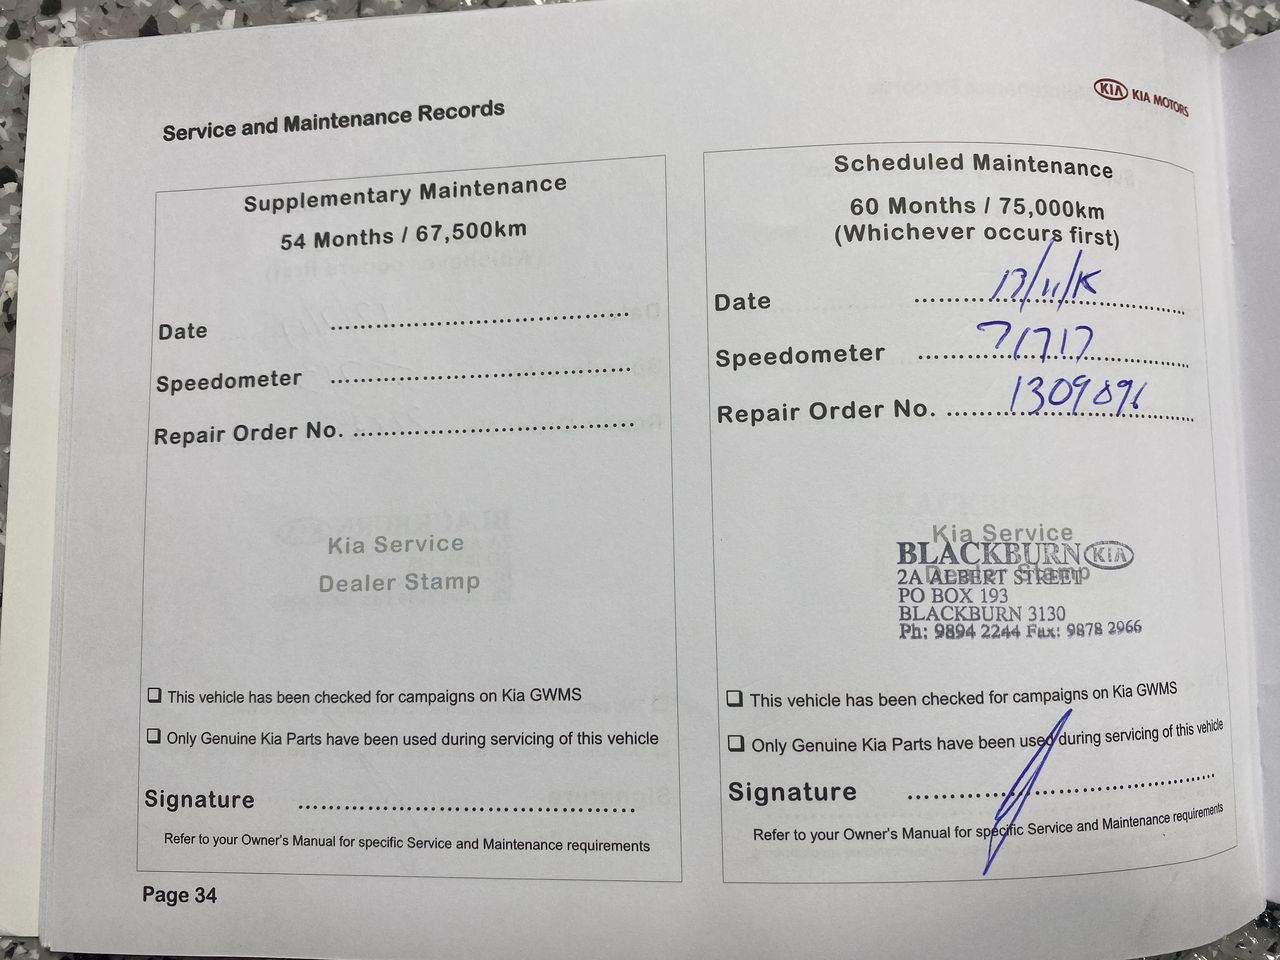 Service and Maintenance Records
KIA KIA MOTORS
Supplementary Maintenance
54 Months / 67,500km
Date
Speedometer
Repair Order No.
Kia Service
Dealer Stamp
❑ This vehicle has been checked for campaigns on Kia GWMS
❑ Only Genuine Kia Parts have been used during servicing of this vehicle
Signature
Refer to your Owner's Manual for specific Service and Maintenance requirements
Scheduled Maintenance
60 Months / 75,000km
(Whichever occurs first)
Date
Speedometer 71717
Repair Order No. 1309896
Kia Service
Dealer Stamp
BLACKBURN KIA
2A ALBERT STREET
PO BOX 193
BLACKBURN 3130
Ph: 9894 2244 Fax: 9878 2966
❑ This vehicle has been checked for campaigns on Kia GWMS
❑ Only Genuine Kia Parts have been used during servicing of this vehicle
Signature
Refer to your Owner's Manual for specific Service and Maintenance requirements
Page 34